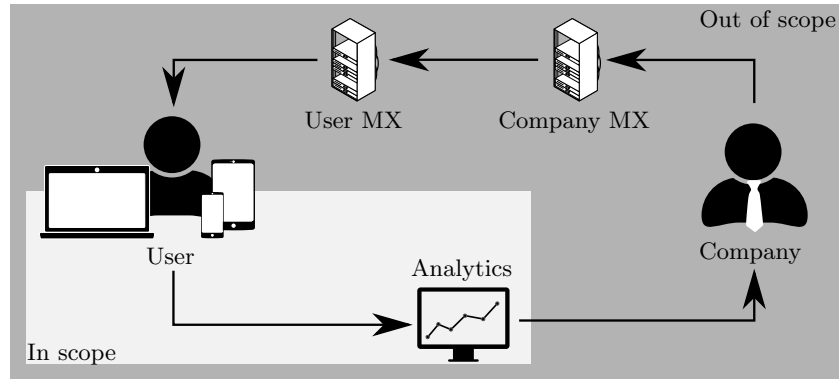 Out of scope
User MX
Company MX
User
Company
Analytics
In scope